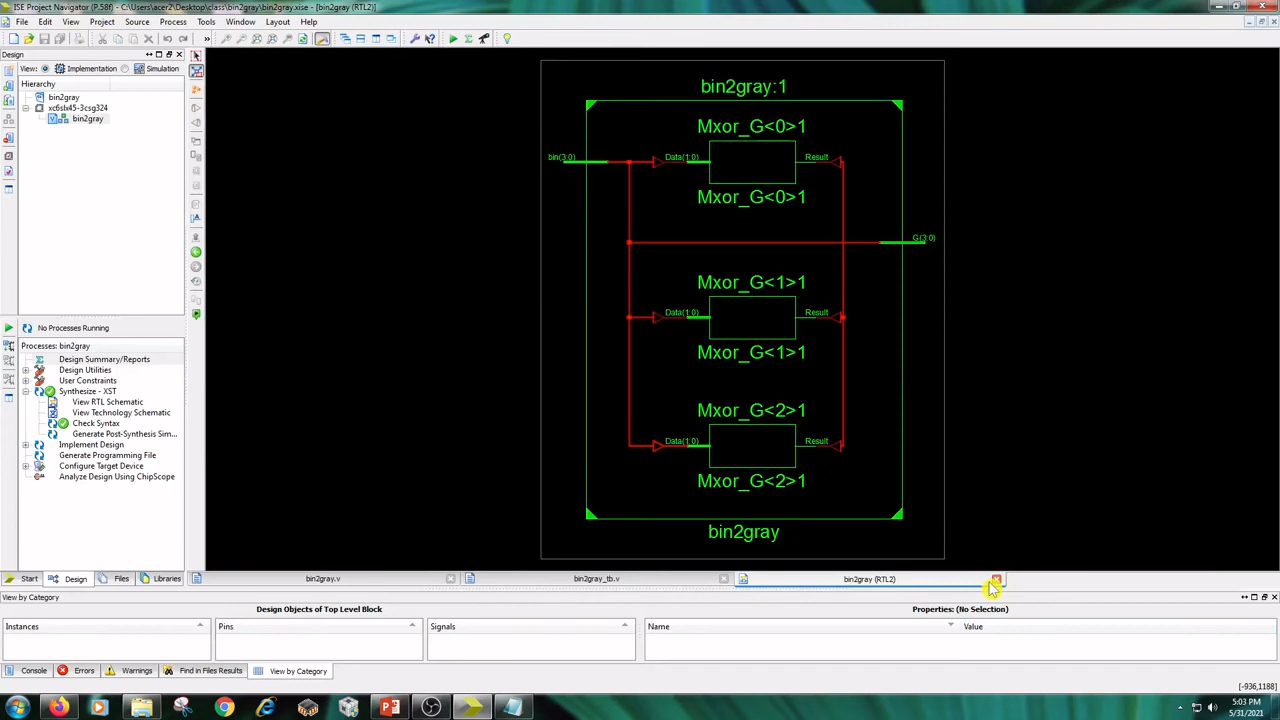 ISE Project Navigator (P.58f) - C:\Users\acer2\Desktop\class\bin2gray\bin2gray.xise - [bin2gray (RTL2)]
File Edit View Project Source Process Tools Window Layout Help
Design
View: Implementation Simulation
Hierarchy
bin2gray
xc6slx45-3csg324
bin2gray
No Processes Running
Processes: bin2gray
Design Summary/Reports
Design Utilities
User Constraints
Synthesize - XST
View RTL Schematic
View Technology Schematic
Check Syntax
Generate Post-Synthesis Sim...
Implement Design
Generate Programming File
Configure Target Device
Analyze Design Using ChipScope
Start Design Files Libraries
bin2gray:1
Mxor_G<0>1
bin(3:0) Data(1:0) Result
Mxor_G<0>1
G(3:0)
Mxor_G<1>1
Data(1:0) Result
Mxor_G<1>1
Mxor_G<2>1
Data(1:0) Result
Mxor_G<2>1
bin2gray
bin2gray.v bin2gray_tb.v bin2gray (RTL2)
View by Category
Design Objects of Top Level Block Properties: (No Selection)
Instances Pins Signals Name Value
Console Errors Warnings Find in Files Results View by Category
[-936,1188]
5:03 PM
5/31/2021